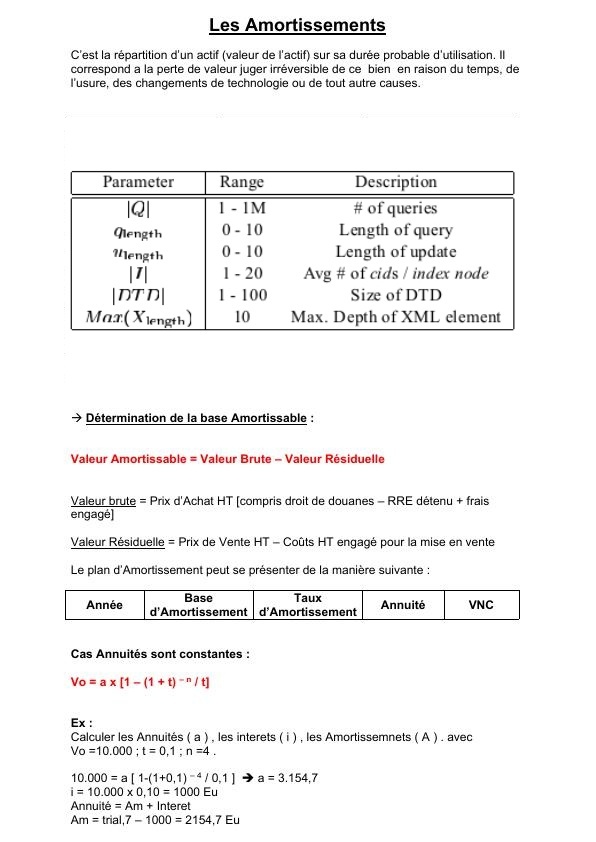 Les Amortissements
C’est la répartition d’un actif (valeur de l’actif) sur sa durée probable d’utilisation. Il
correspond a la perte de valeur juger irréversible de ce  bien  en raison du temps, de
l’usure, des changements de technologie ou de tout autre causes.
Parameter Range Description
|Q| 1 - 1M # of queries
qlength 0 - 10 Length of query
ulength 0 - 10 Length of update
|I| 1 - 20 Avg # of cids / index node
|DTD| 1 - 100 Size of DTD
Max(Xlength) 10 Max. Depth of XML element
→ Détermination de la base Amortissable :
Valeur Amortissable = Valeur Brute – Valeur Résiduelle
Valeur brute = Prix d’Achat HT [compris droit de douanes – RRE détenu + frais
engagé]
Valeur Résiduelle = Prix de Vente HT – Coûts HT engagé pour la mise en vente
Le plan d’Amortissement peut se présenter de la manière suivante :
Année Base d’Amortissement Taux d’Amortissement Annuité VNC
Cas Annuités sont constantes :
Vo = a x [1 – (1 + t) ⁻ⁿ / t]
Ex :
Calculer les Annuités ( a ) , les interets ( i ) , les Amortissemnets ( A ) . avec
Vo =10.000 ; t = 0,1 ; n =4 .
10.000 = a [ 1-(1+0,1) ⁻⁴ / 0,1 ] ➔ a = 3.154,7
i = 10.000 x 0,10 = 1000 Eu
Annuité = Am + Interet
Am = trial,7 – 1000 = 2154,7 Eu